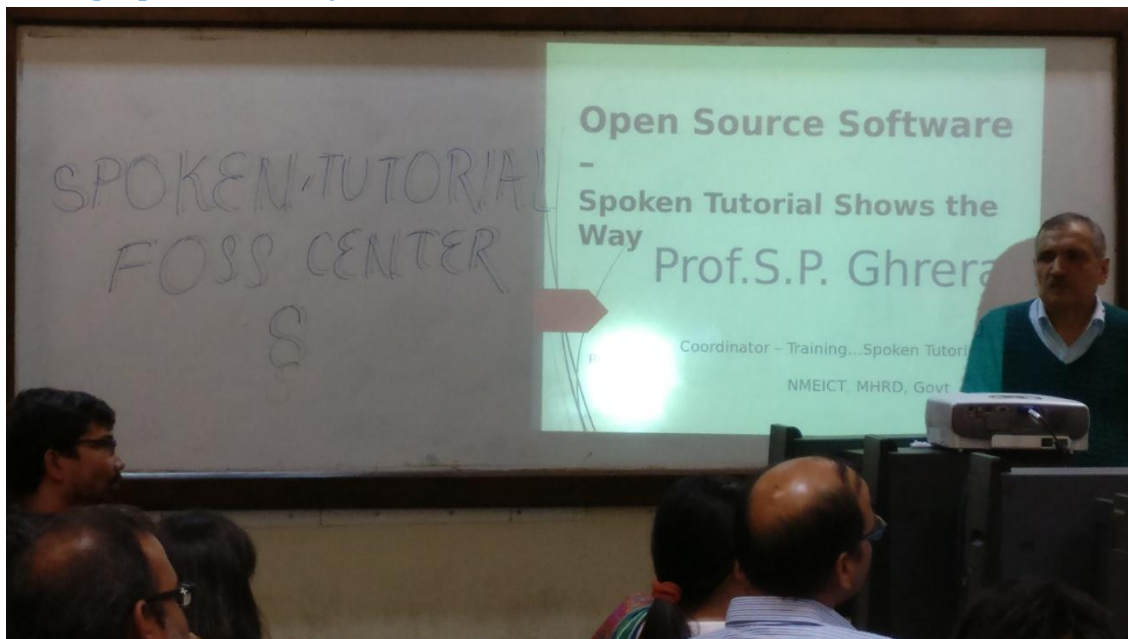 SPOKEN-TUTORIAL
FOSS CENTER
S
Open Source Software
–
Spoken Tutorial Shows the
Way
Prof.S.P. Ghrera
Coordinator – Training...Spoken Tutori
NMEICT, MHRD, Govt